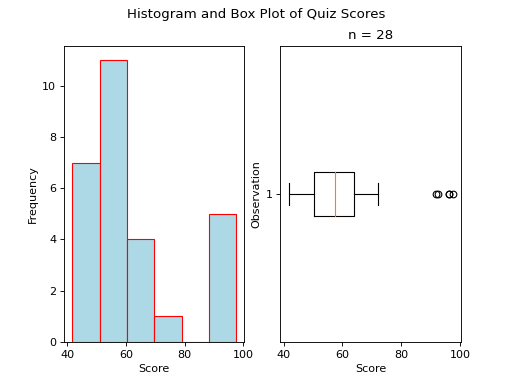 Histogram and Box Plot of Quiz Scores
n = 28
10
8
6
4
2
0
Frequency
40 60 80 100
Score
Observation
1
40 60 80 100
Score